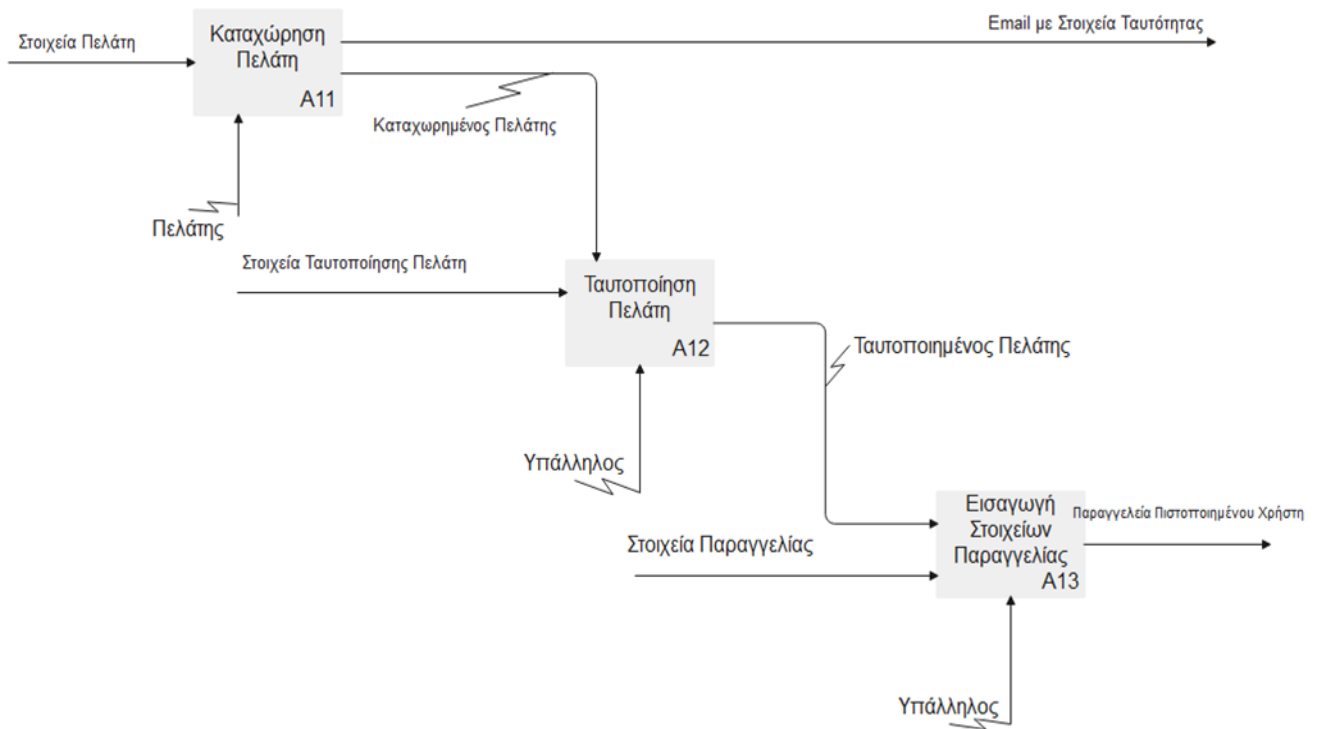 Στοιχεία Πελάτη
Καταχώρηση
Πελάτη
A11
Email με Στοιχεία Ταυτότητας
Καταχωρημένος Πελάτης
Πελάτης
Στοιχεία Ταυτοποίησης Πελάτη
Ταυτοποίηση
Πελάτη
A12
Ταυτοποιημένος Πελάτης
Υπάλληλος
Στοιχεία Παραγγελίας
Εισαγωγή
Στοιχείων
Παραγγελίας
A13
Παραγγελεία Πιστοποιημένου Χρήστη
Υπάλληλος